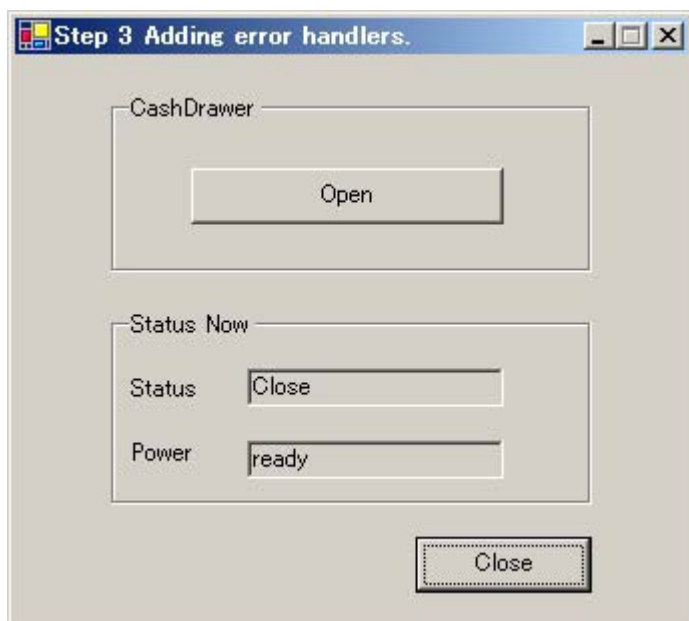 Step 3 Adding error handlers.
CashDrawer
Open
Status Now
Status Close
Power ready
Close